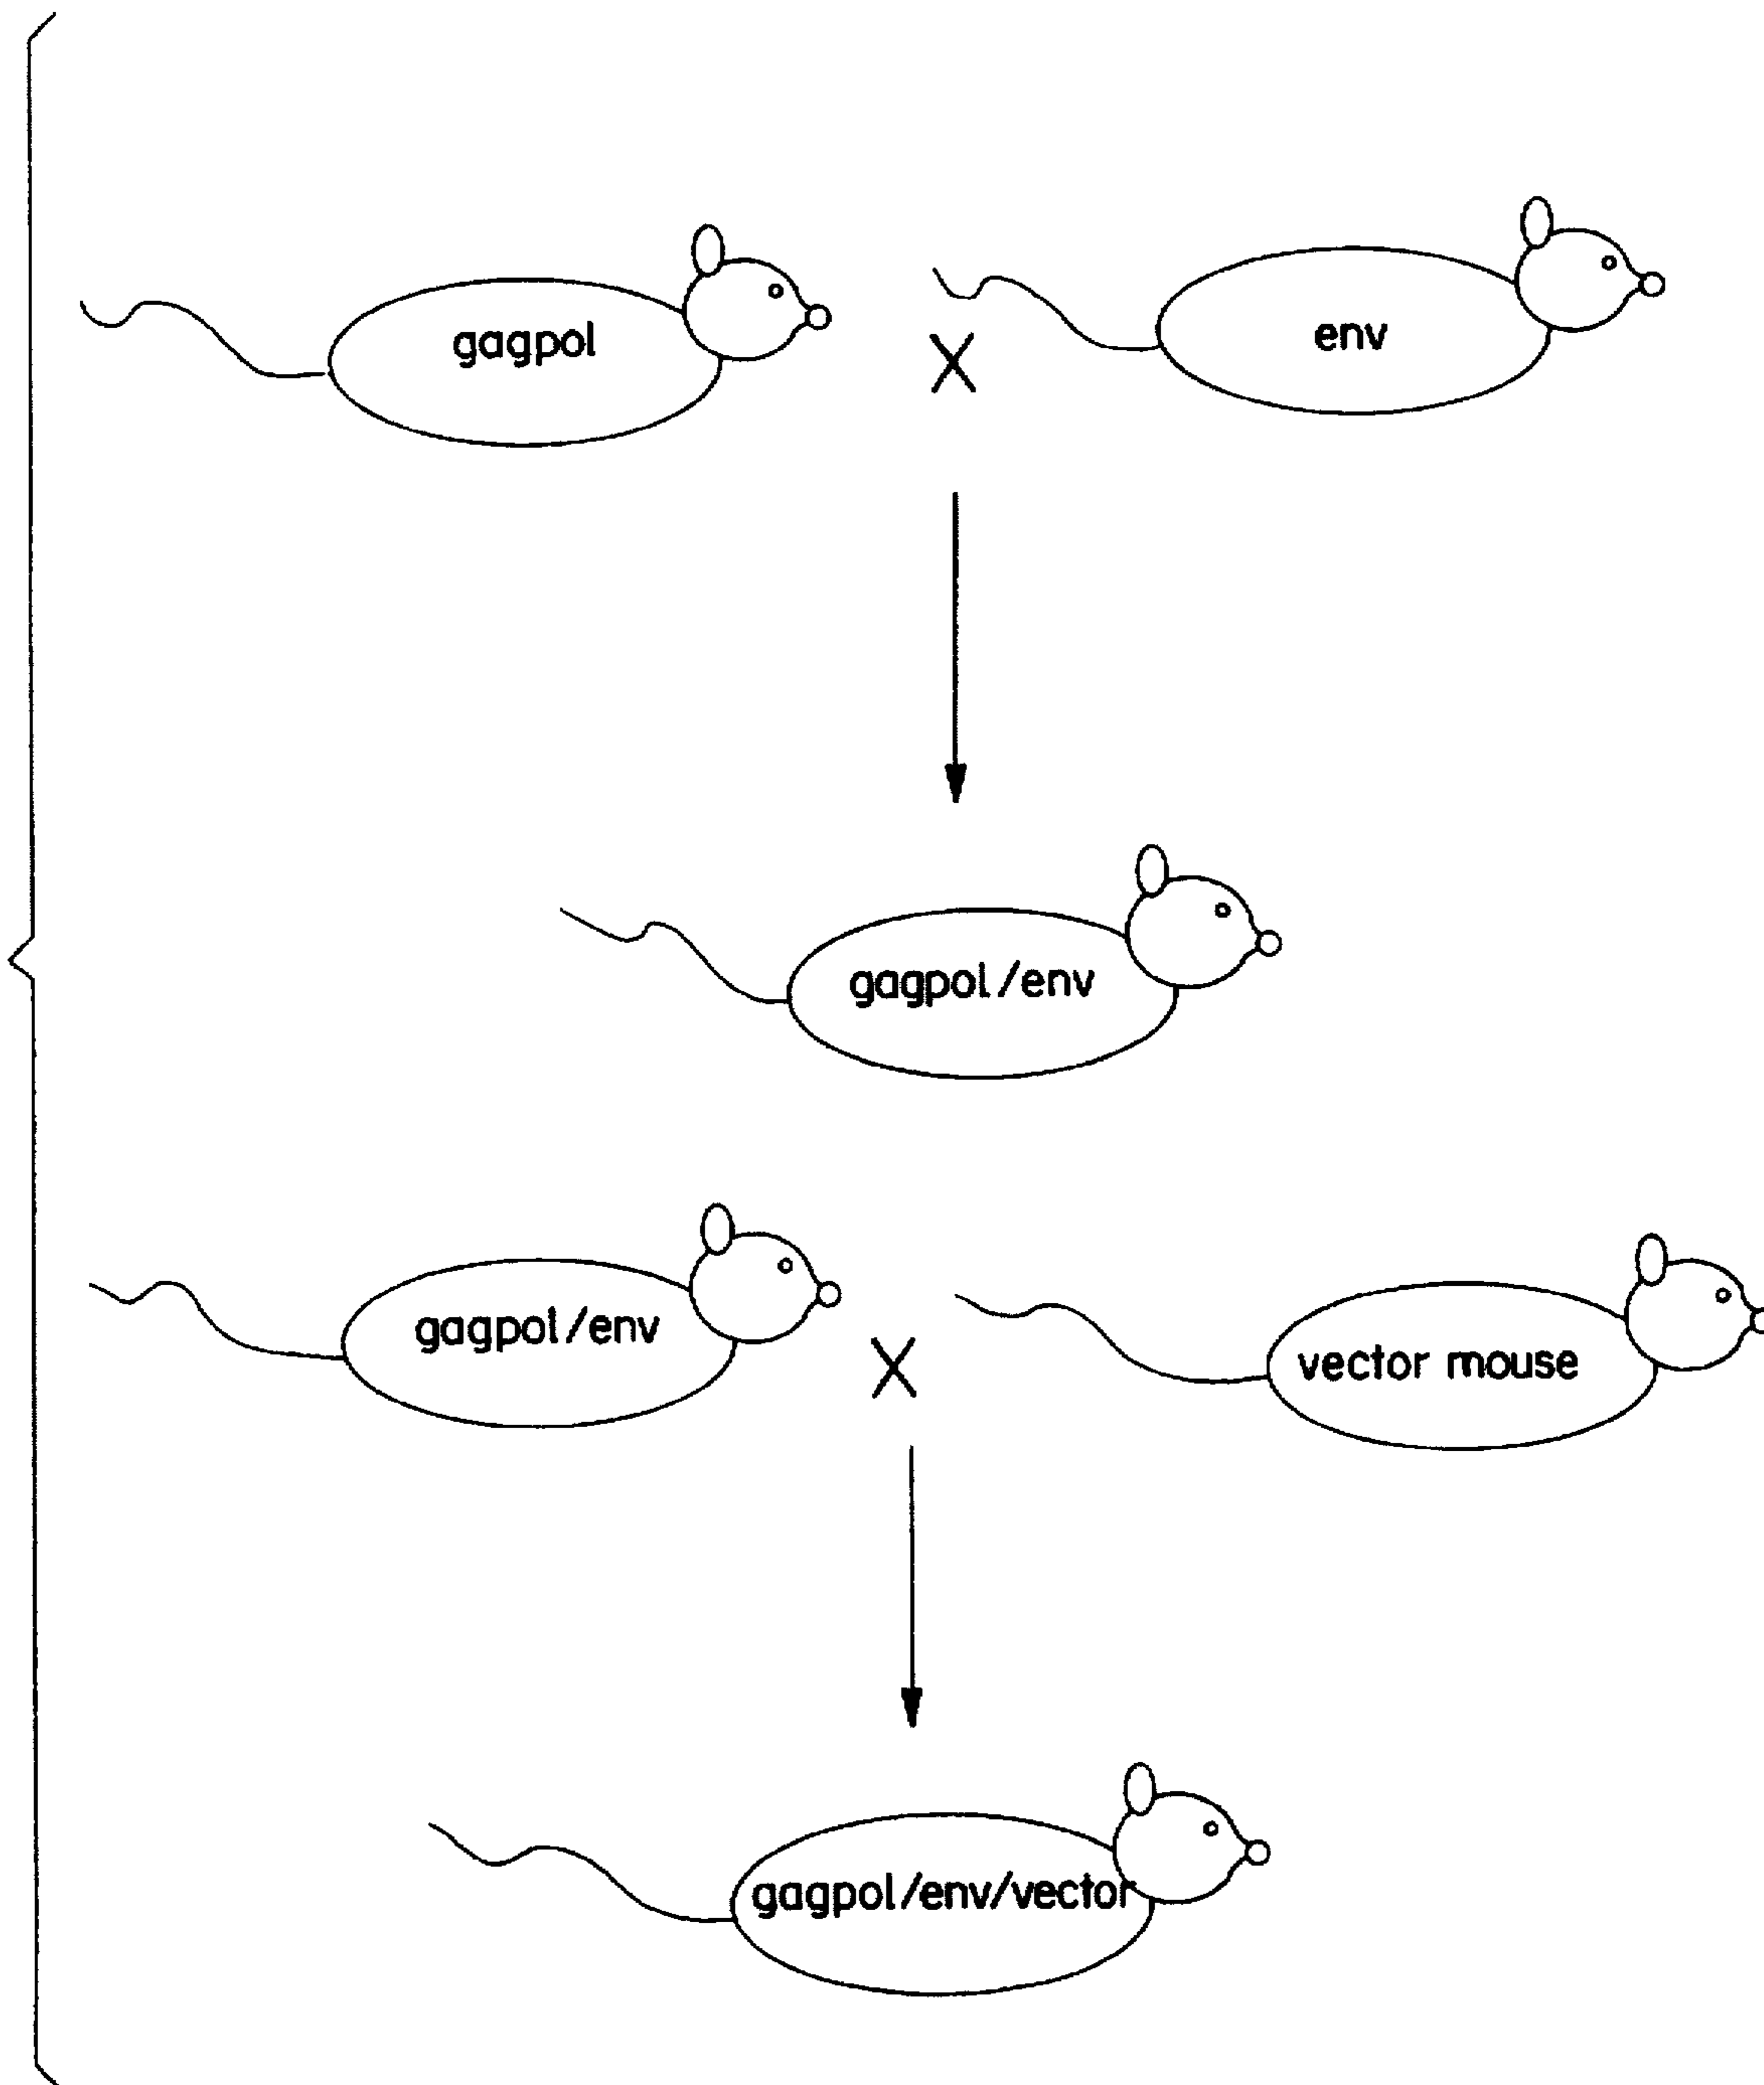 gagpol
X
env
gagpol/env
gagpol/env
X
vector mouse
gagpol/env/vector